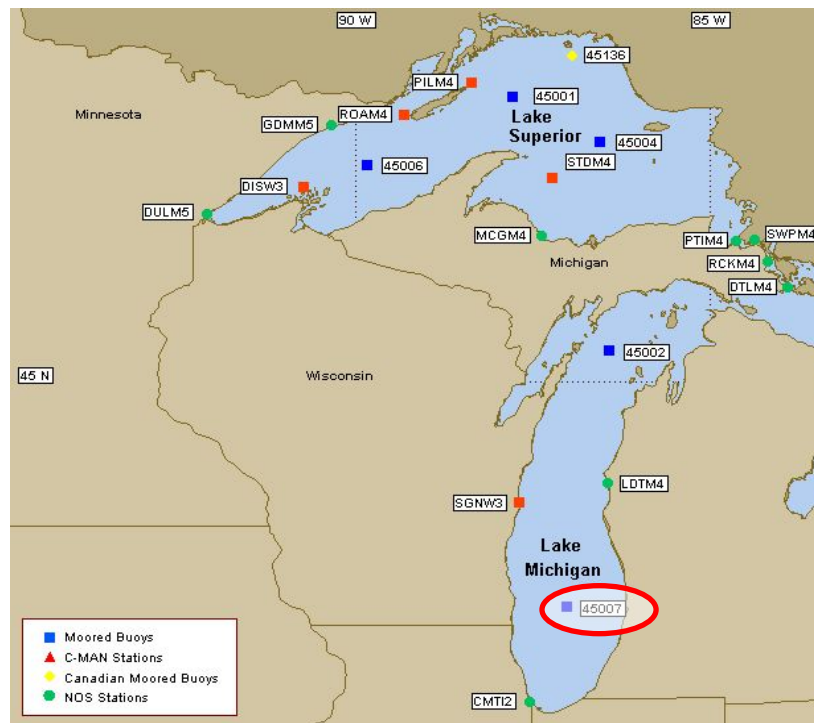 90 W
85 W
45136
PILM4
45001
Minnesota
ROAM4
Lake
Superior
GDMM5
45004
STDM4
45006
DISW3
DULM5
MCGM4
PTIM4
SWPM4
Michigan
RCKM4
DTLM4
45002
45 N
Wisconsin
LDTM4
SGNW3
Lake
Michigan
45007
Moored Buoys
C-MAN Stations
Canadian Moored Buoys
NOS Stations
CMTI2